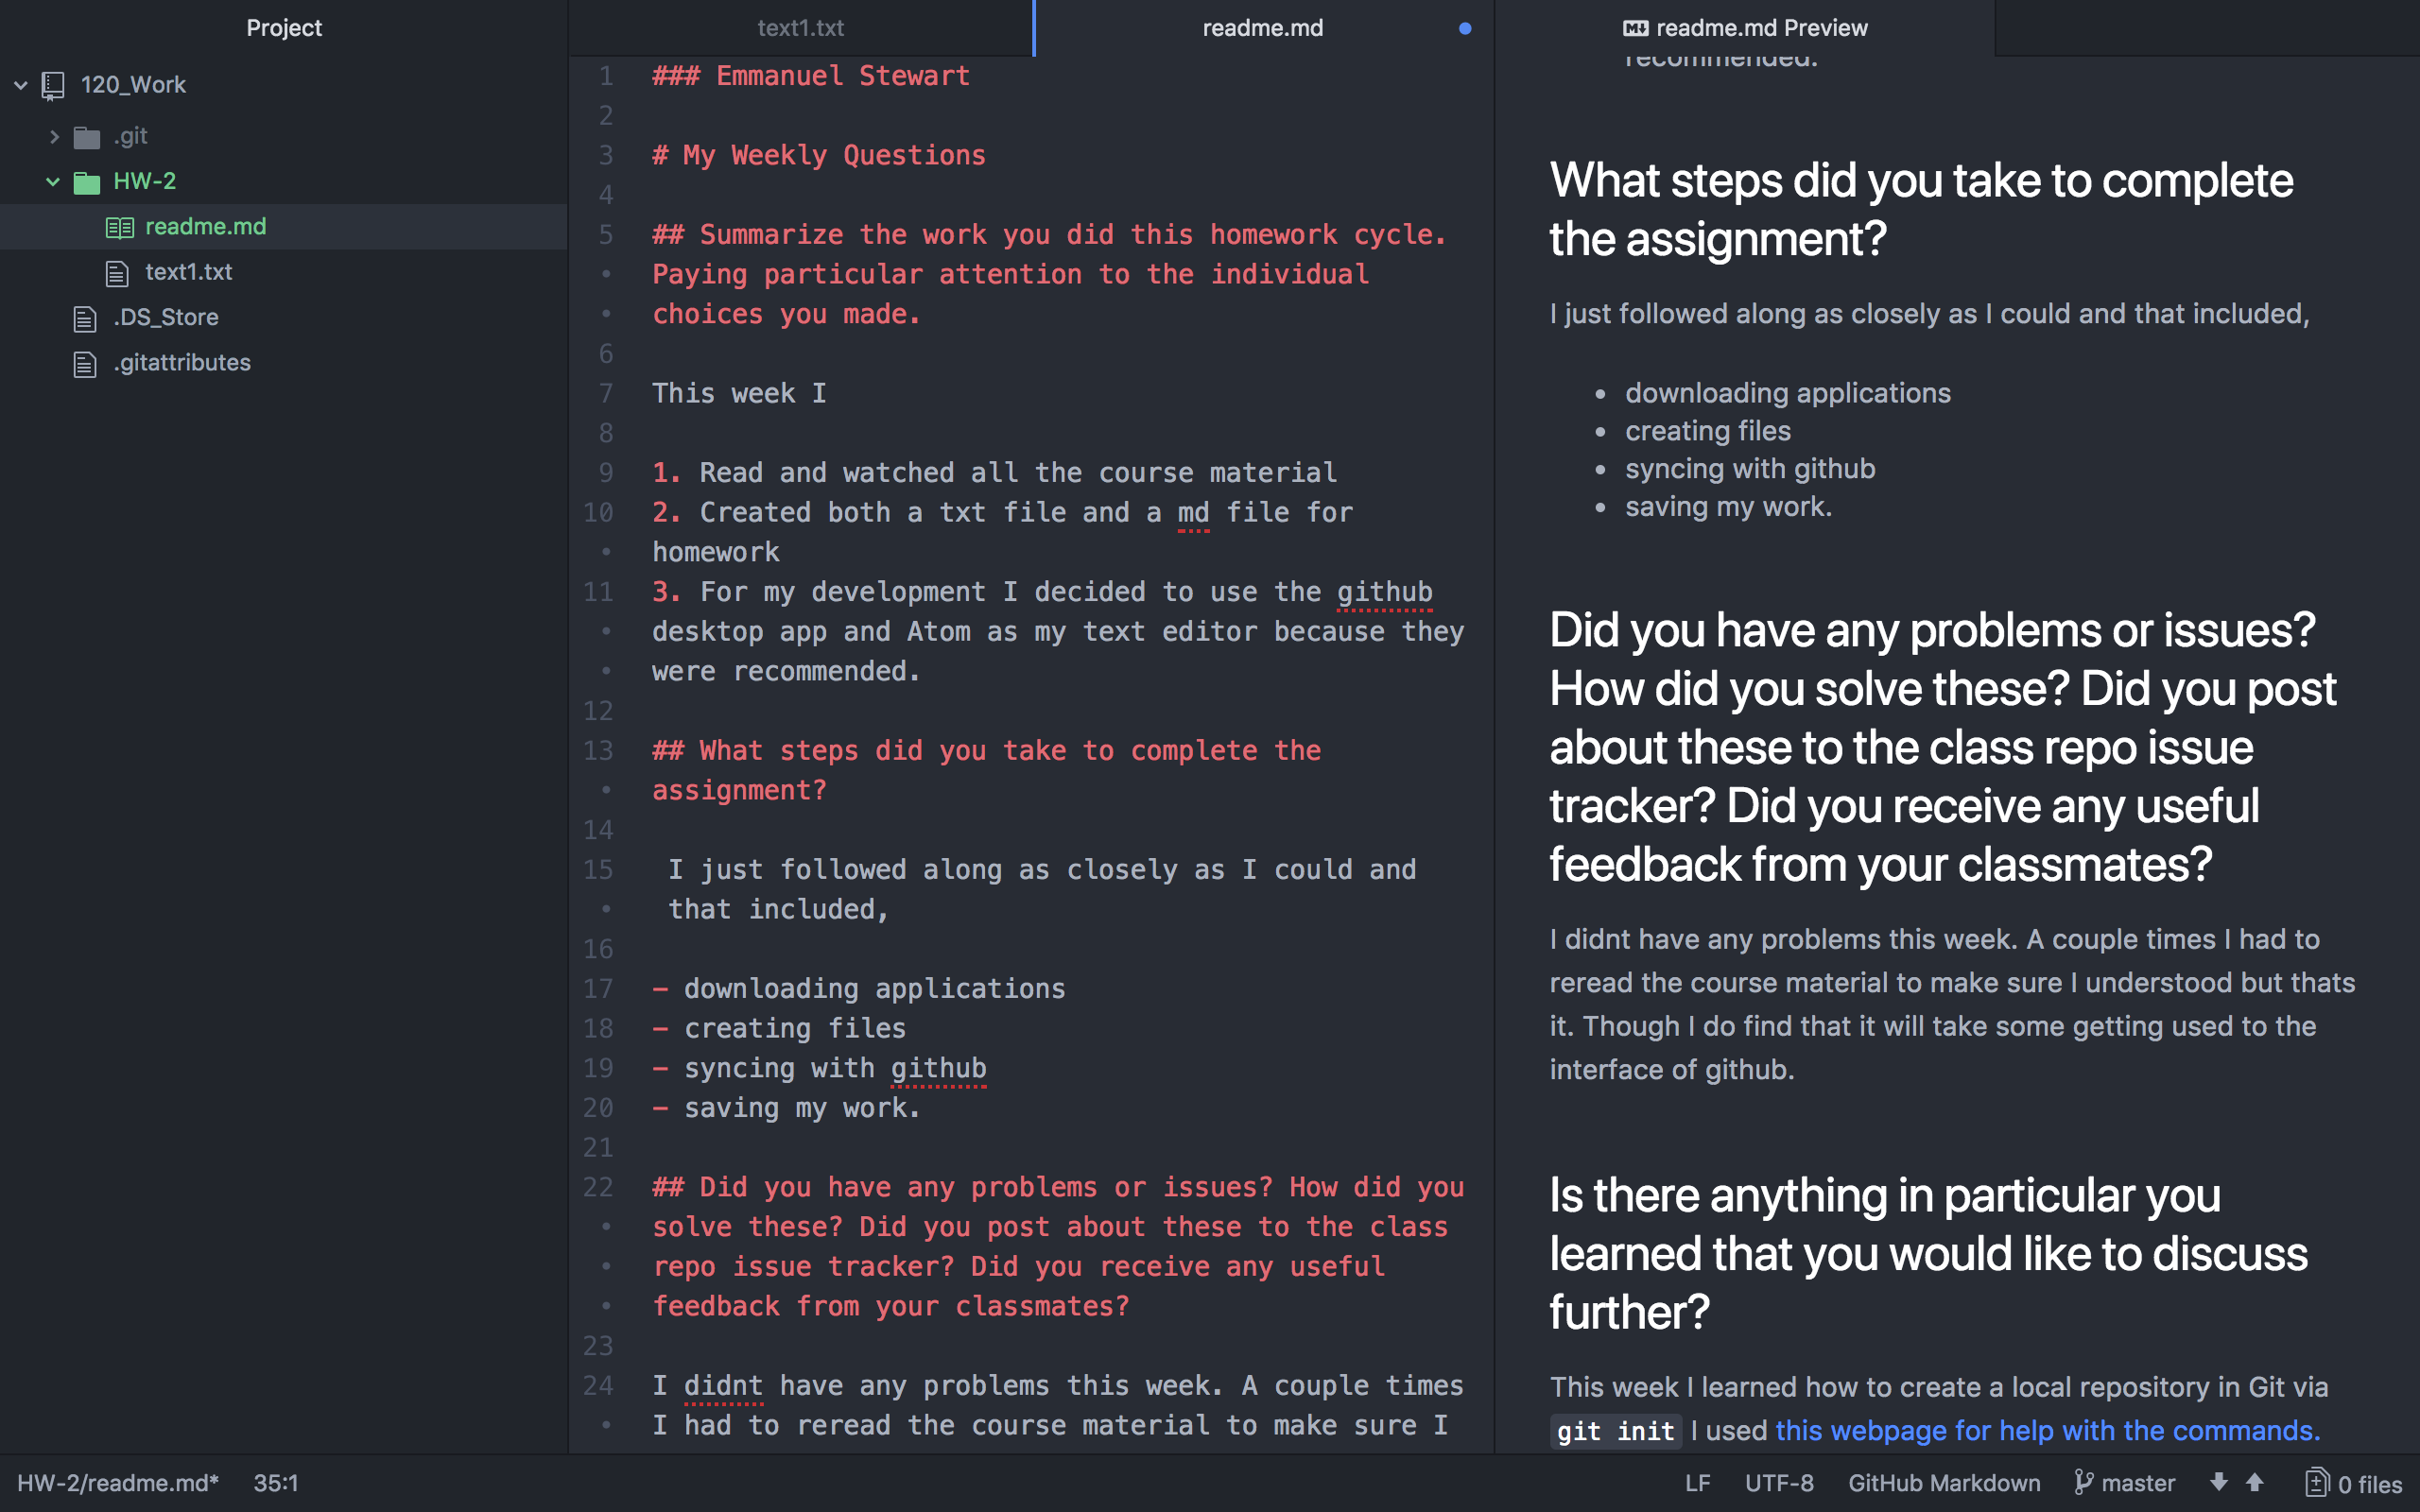 Project
120_Work
.git
HW-2
readme.md
text1.txt
.DS_Store
.gitattributes
text1.txt
readme.md
1 ### Emmanuel Stewart
2
3 # My Weekly Questions
4
5 ## Summarize the work you did this homework cycle.
• Paying particular attention to the individual
• choices you made.
6
7 This week I
8
9 1. Read and watched all the course material
10 2. Created both a txt file and a md file for
• homework
11 3. For my development I decided to use the github
• desktop app and Atom as my text editor because they
• were recommended.
12
13 ## What steps did you take to complete the
• assignment?
14
15 I just followed along as closely as I could and
• that included,
16
17 - downloading applications
18 - creating files
19 - syncing with github
20 - saving my work.
21
22 ## Did you have any problems or issues? How did you
• solve these? Did you post about these to the class
• repo issue tracker? Did you receive any useful
• feedback from your classmates?
23
24 I didnt have any problems this week. A couple times
• I had to reread the course material to make sure I
readme.md Preview
recommended.
What steps did you take to complete
the assignment?
I just followed along as closely as I could and that included,
• downloading applications
• creating files
• syncing with github
• saving my work.
Did you have any problems or issues?
How did you solve these? Did you post
about these to the class repo issue
tracker? Did you receive any useful
feedback from your classmates?
I didnt have any problems this week. A couple times I had to
reread the course material to make sure I understood but thats
it. Though I do find that it will take some getting used to the
interface of github.
Is there anything in particular you
learned that you would like to discuss
further?
This week I learned how to create a local repository in Git via
git init I used this webpage for help with the commands.
HW-2/readme.md* 35:1
LF UTF-8 GitHub Markdown master 0 files